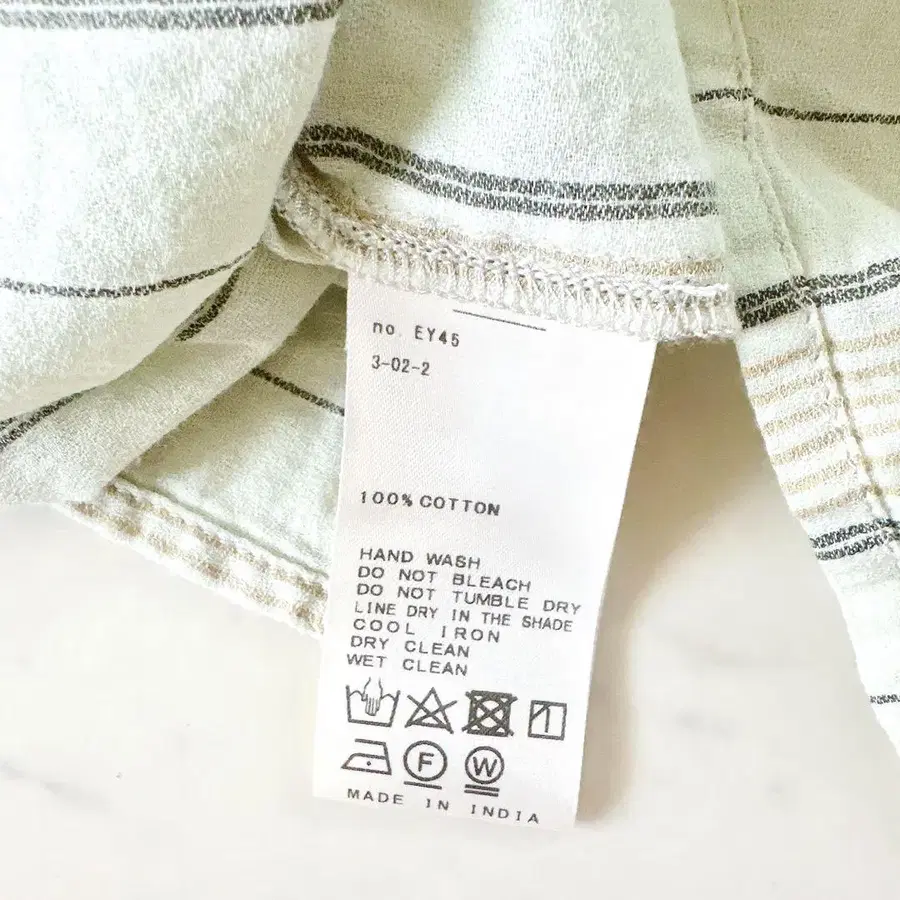 no. EY45
3-02-2
100% COTTON
HAND WASH
DO NOT BLEACH
DO NOT TUMBLE DRY
LINE DRY IN THE SHADE
COOL IRON
DRY CLEAN
WET CLEAN
F W
MADE IN INDIA